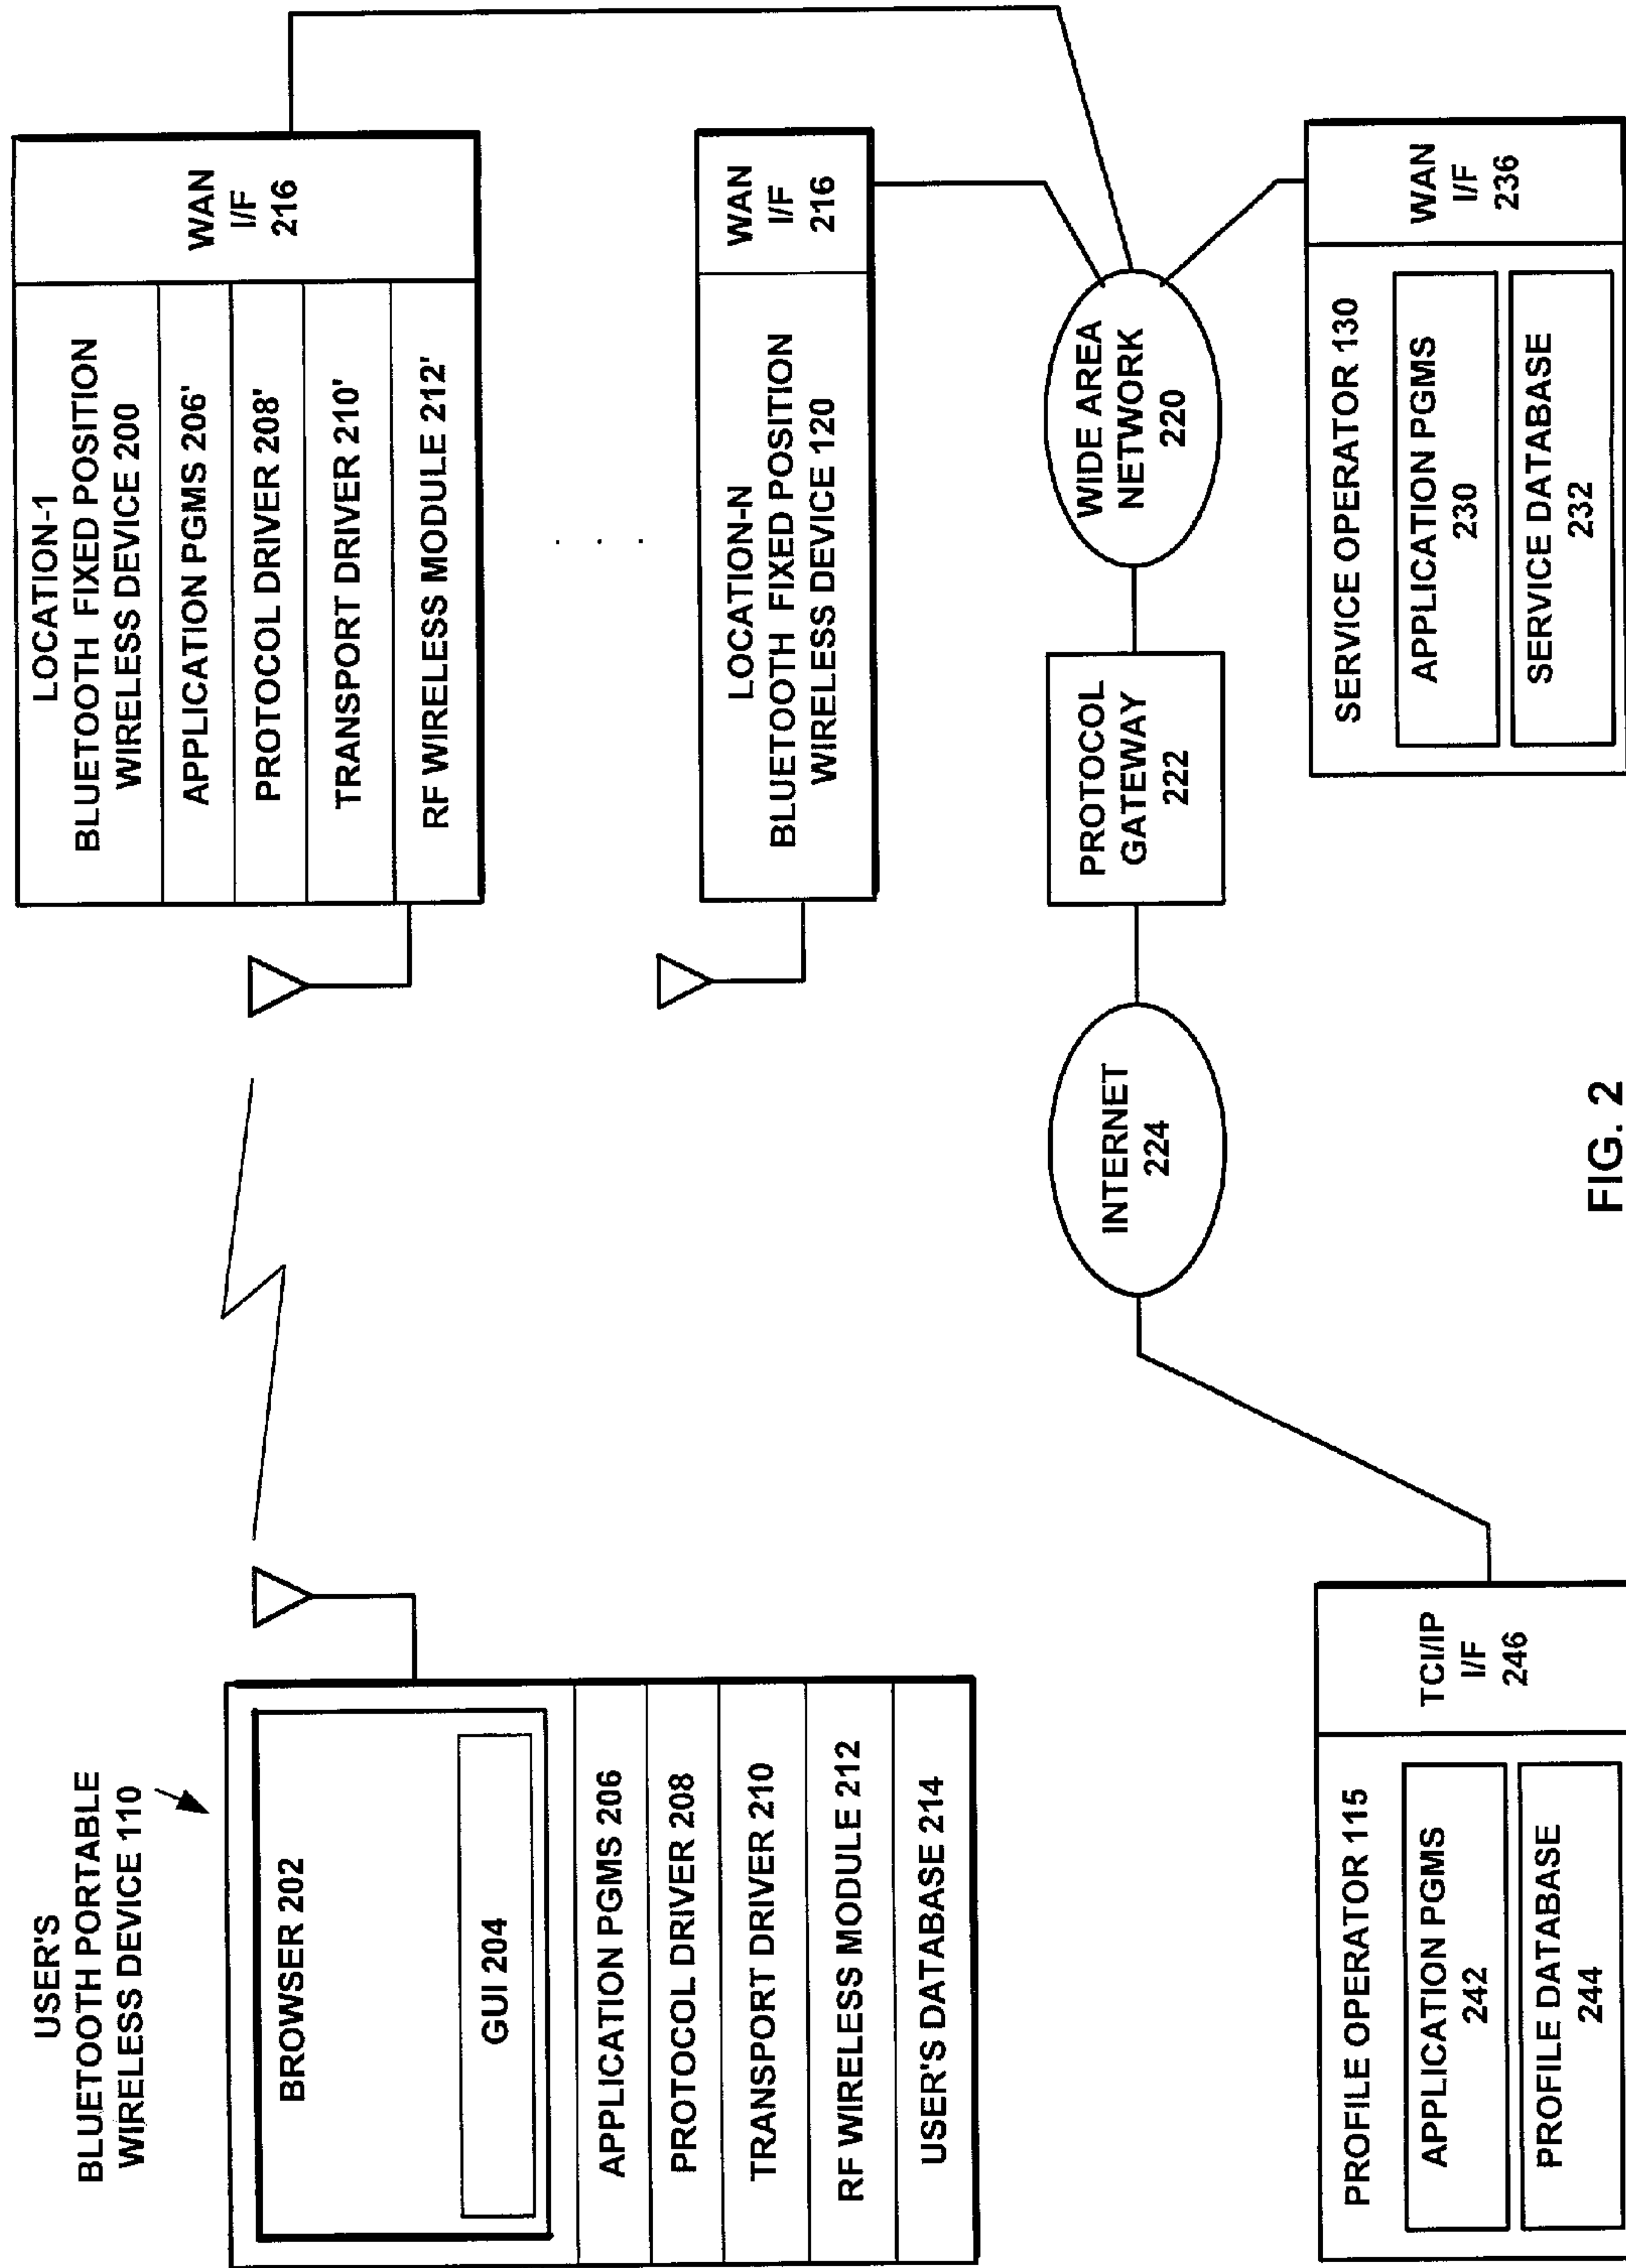 USER'S
BLUETOOTH PORTABLE
WIRELESS DEVICE 110
BROWSER 202
GUI 204
APPLICATION PGMS 206
PROTOCOL DRIVER 208
TRANSPORT DRIVER 210
RF WIRELESS MODULE 212
USER'S DATABASE 214
LOCATION-1
BLUETOOTH FIXED POSITION
WIRELESS DEVICE 200
APPLICATION PGMS 206'
PROTOCOL DRIVER 208'
TRANSPORT DRIVER 210'
RF WIRELESS MODULE 212'
WAN
I/F
216
. . .
LOCATION-N
BLUETOOTH FIXED POSITION
WIRELESS DEVICE 120
WAN
I/F
216
INTERNET
224
PROTOCOL
GATEWAY
222
WIDE AREA
NETWORK
220
PROFILE OPERATOR 115
APPLICATION PGMS
242
PROFILE DATABASE
244
TCI/IP
I/F
246
SERVICE OPERATOR 130
APPLICATION PGMS
230
SERVICE DATABASE
232
WAN
I/F
236
FIG. 2